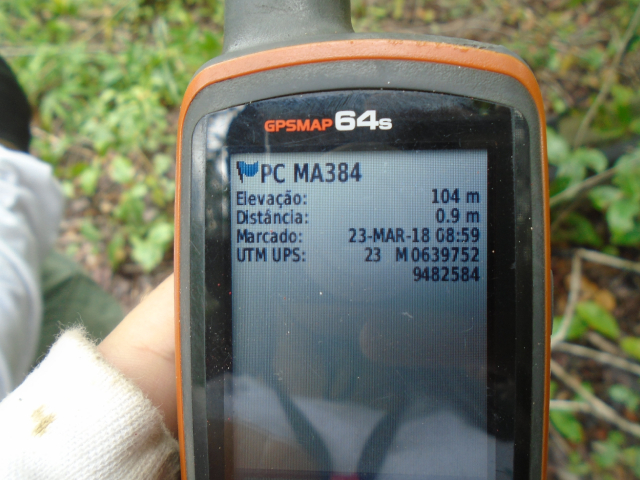 GPSMAP 64s
PC MA384
Elevação: 104 m
Distância: 0.9 m
Marcado: 23-MAR-18 08:59
UTM UPS: 23 M 0639752
9482584